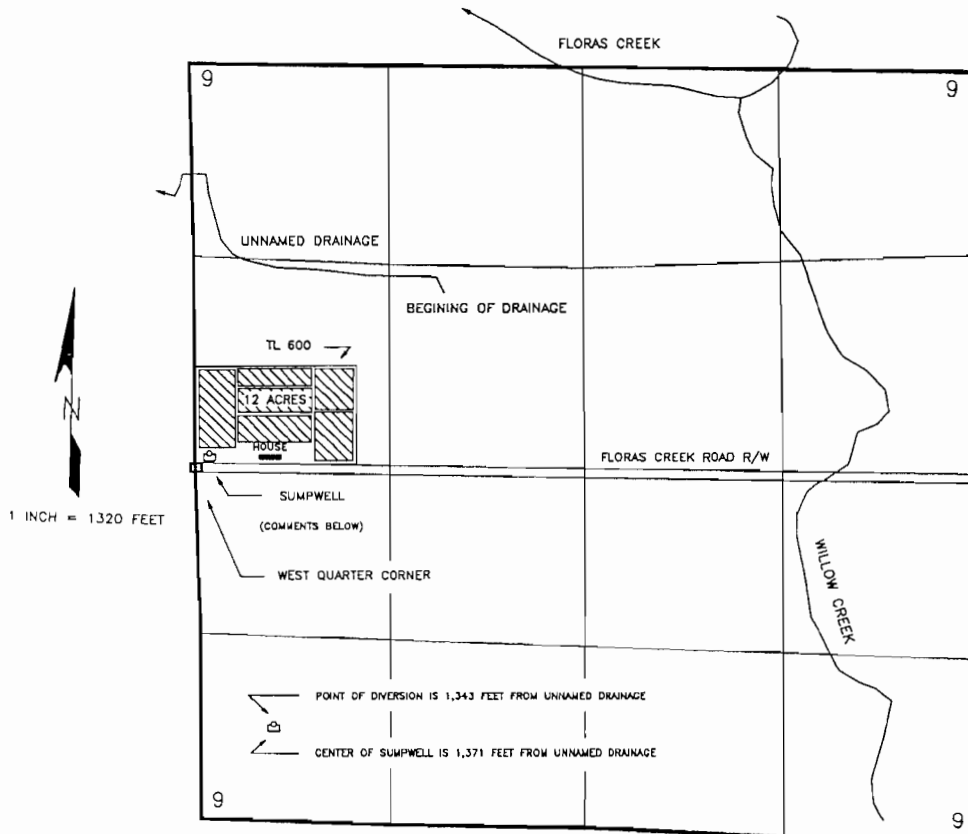 FLORAS CREEK
9
9
UNNAMED DRAINAGE
BEGINING OF DRAINAGE
TL 600
12 ACRES
HOUSE
N
FLORAS CREEK ROAD R/W
SUMPWELL
(COMMENTS BELOW)
1 INCH = 1320 FEET
WEST QUARTER CORNER
WILLOW CREEK
POINT OF DIVERSION IS 1,343 FEET FROM UNNAMED DRAINAGE
CENTER OF SUMPWELL IS 1,371 FEET FROM UNNAMED DRAINAGE
9
9